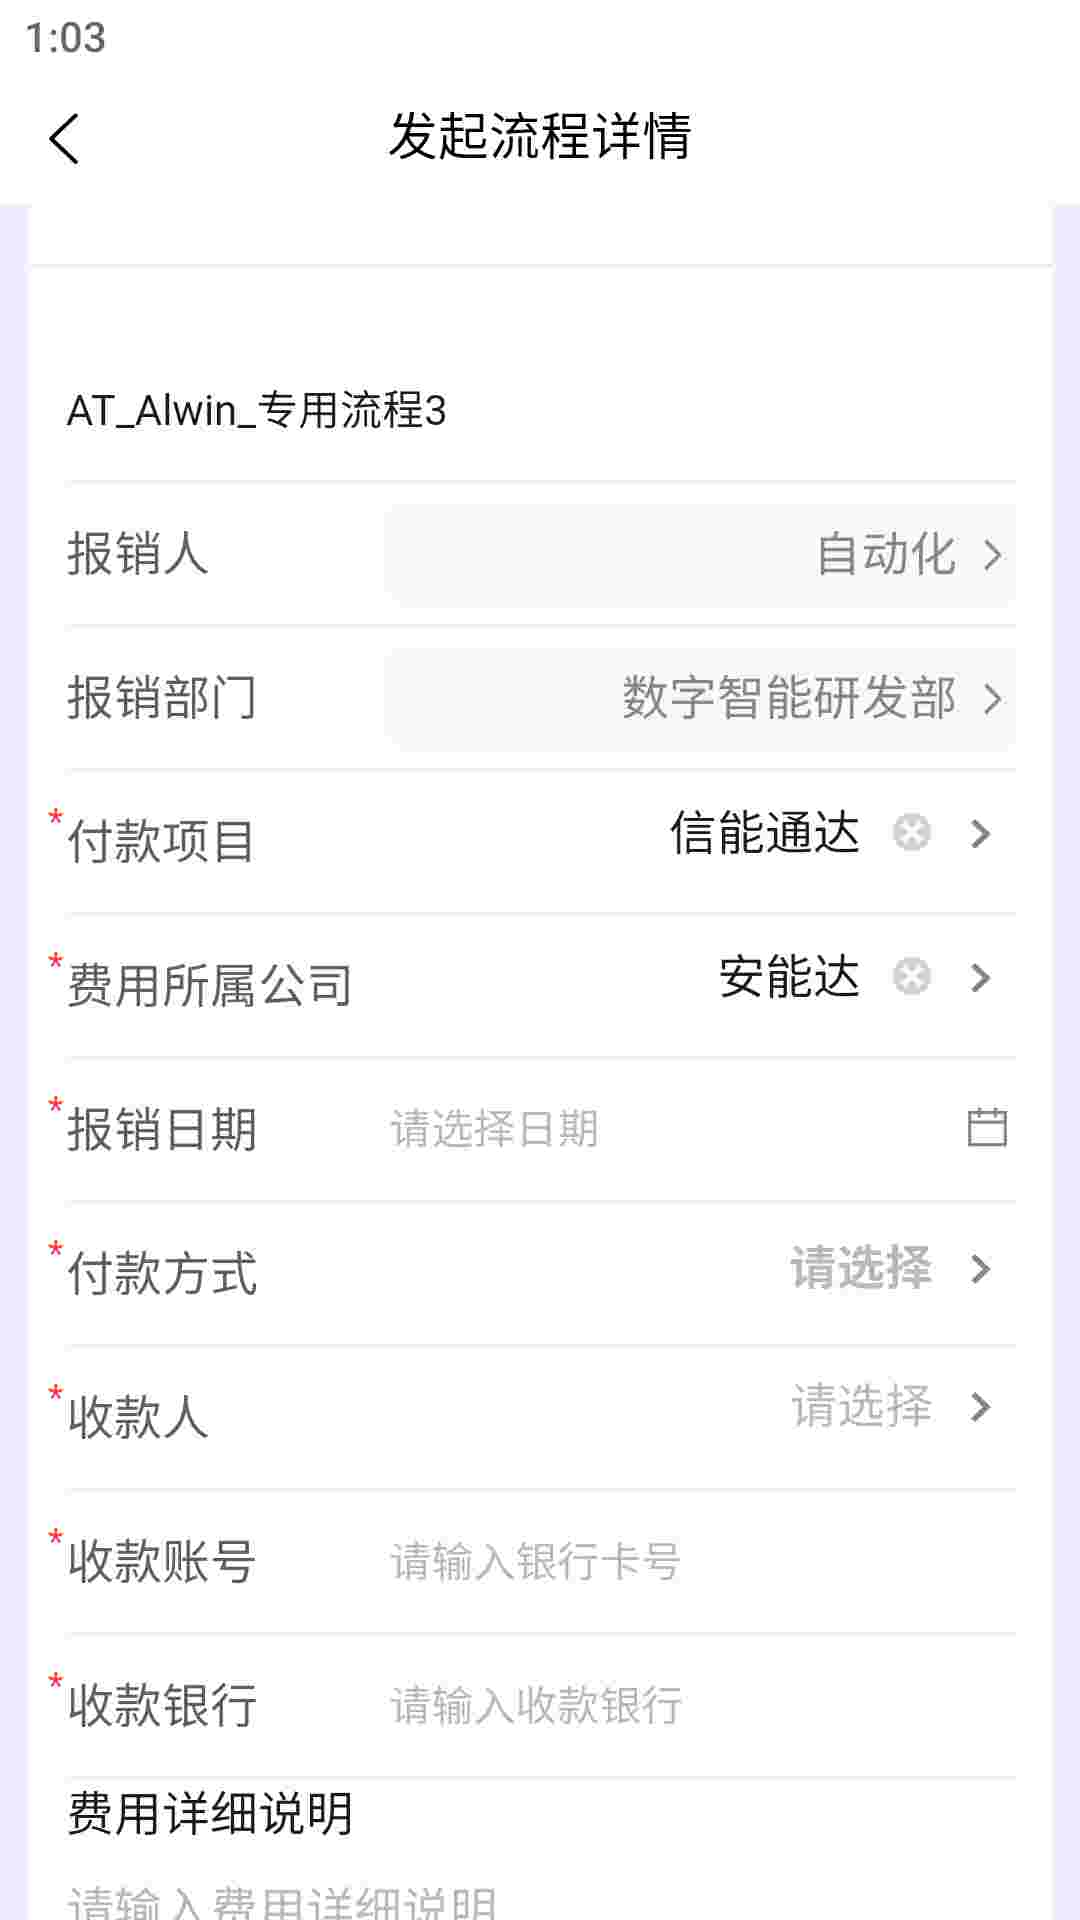 1:03
发起流程详情
AT_Alwin_专用流程3
报销人 自动化
报销部门 数字智能研发部
*付款项目 信能通达
*费用所属公司 安能达
*报销日期 请选择日期
*付款方式 请选择
*收款人 请选择
*收款账号 请输入银行卡号
*收款银行 请输入收款银行
费用详细说明
请输入费用详细说明